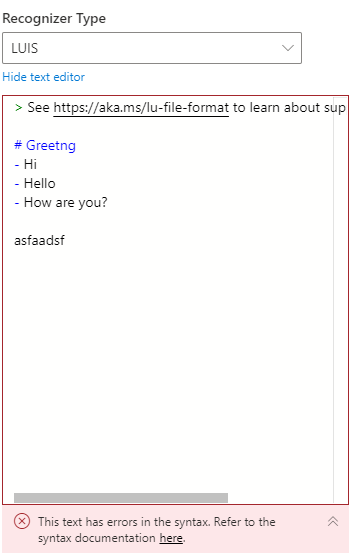 Recognizer Type
LUIS
Hide text editor
> See https://aka.ms/lu-file-format to learn about sup
# Greetng
- Hi
- Hello
- How are you?
asfaadsf
This text has errors in the syntax. Refer to the
syntax documentation here.